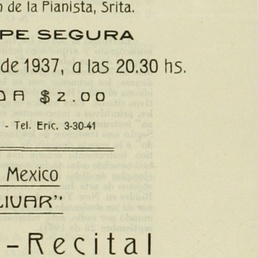 n de la Pianista, Srita.
PE SEGURA
de 1937, a las 20.30 hs.
DA $2.00
- Tel. Eric. 3-30-41
Mexico
LIVAR"
-Recital